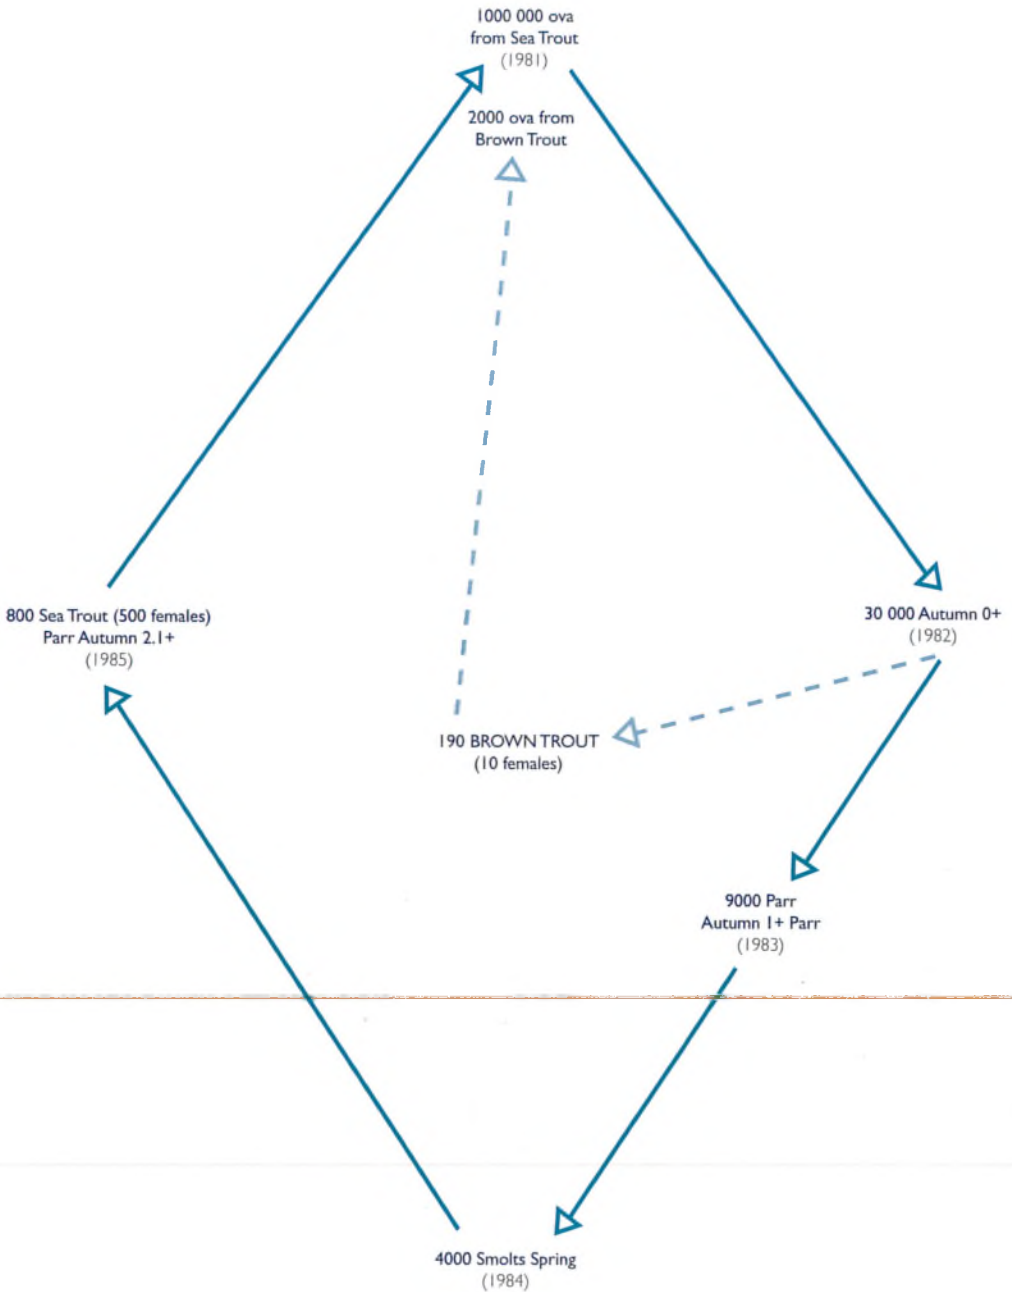 1000 000 ova
from Sea Trout
(1981)
2000 ova from
Brown Trout
800 Sea Trout (500 females)
Parr Autumn 2.1+
(1985)
30 000 Autumn 0+
(1982)
190 BROWN TROUT
(10 females)
9000 Parr
Autumn 1+ Parr
(1983)
4000 Smolts Spring
(1984)